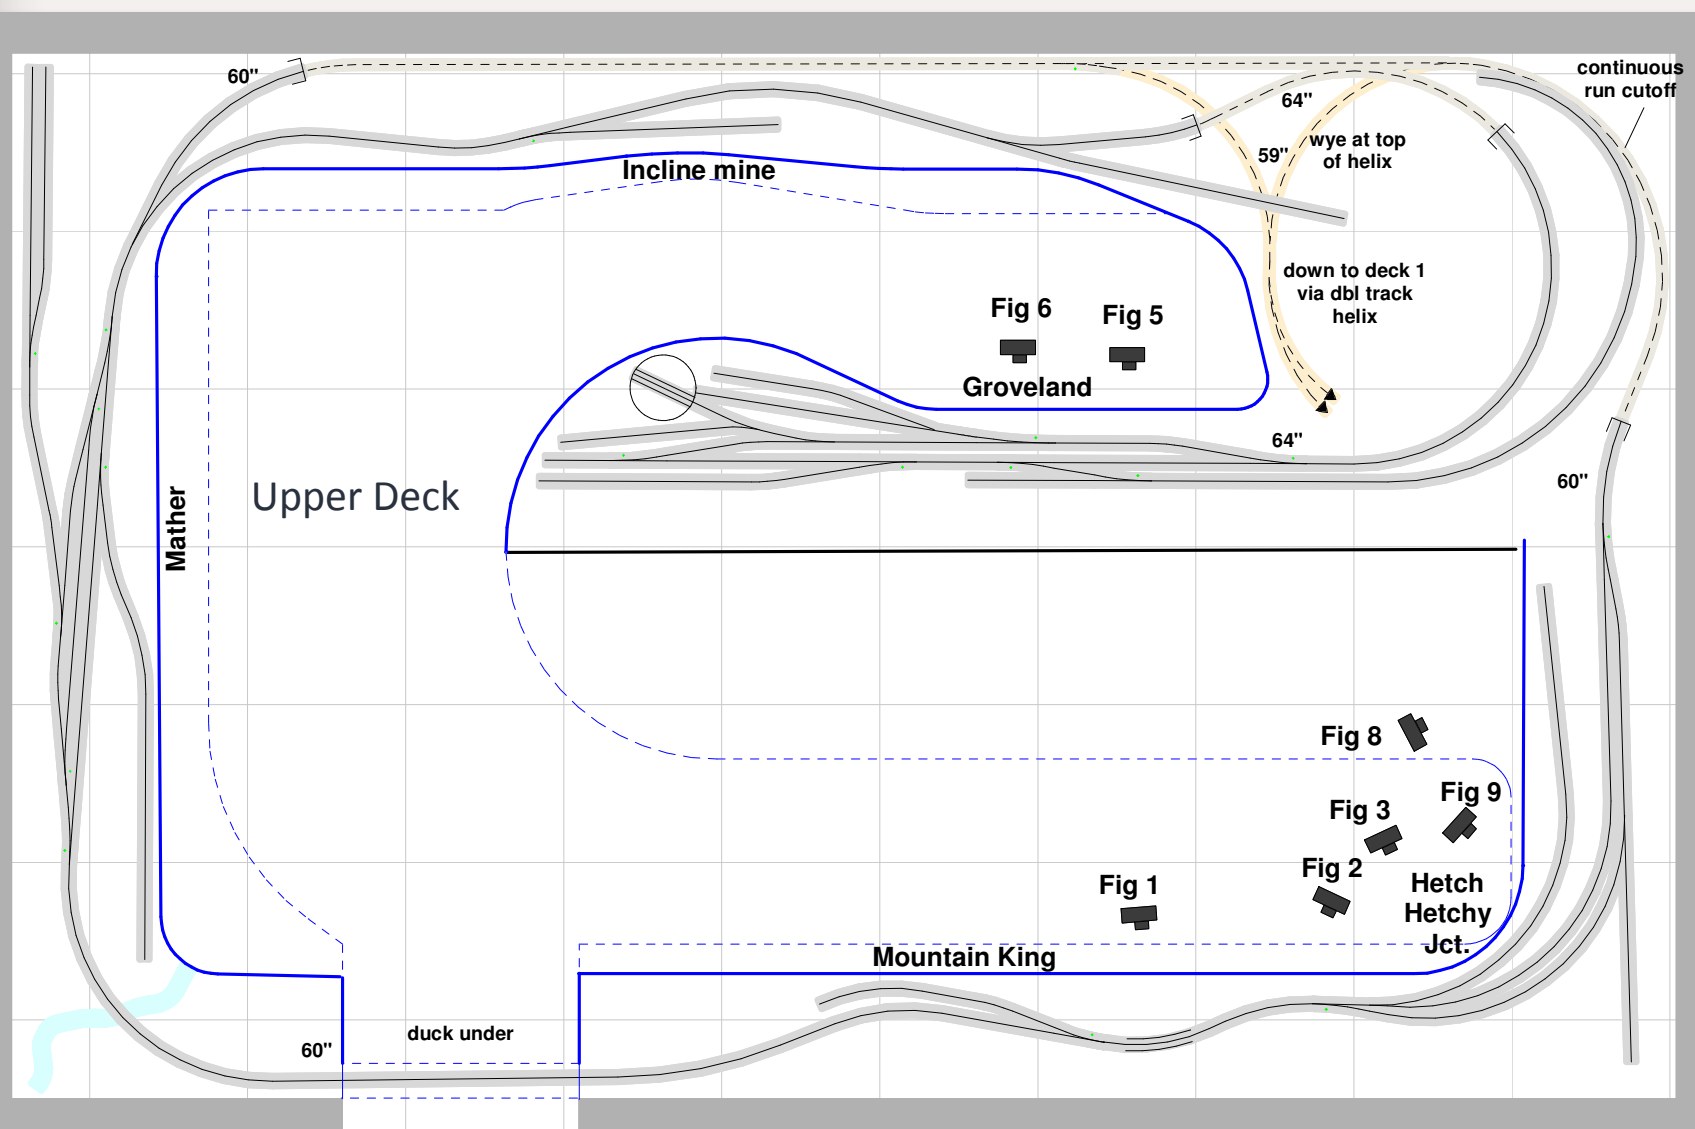 60"
continuous
run cutoff
64"
wye at top
of helix
59"
Incline mine
down to deck 1
via dbl track
helix
Fig 6
Fig 5
Groveland
64"
60"
Upper Deck
Mather
Fig 8
Fig 9
Fig 3
Fig 2
Fig 1
Hetch
Hetchy
Jct.
Mountain King
duck under
60"